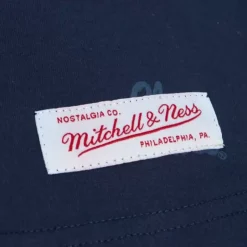 NOSTALGIA CO.
Mitchell & Ness
PHILADELPHIA, PA.